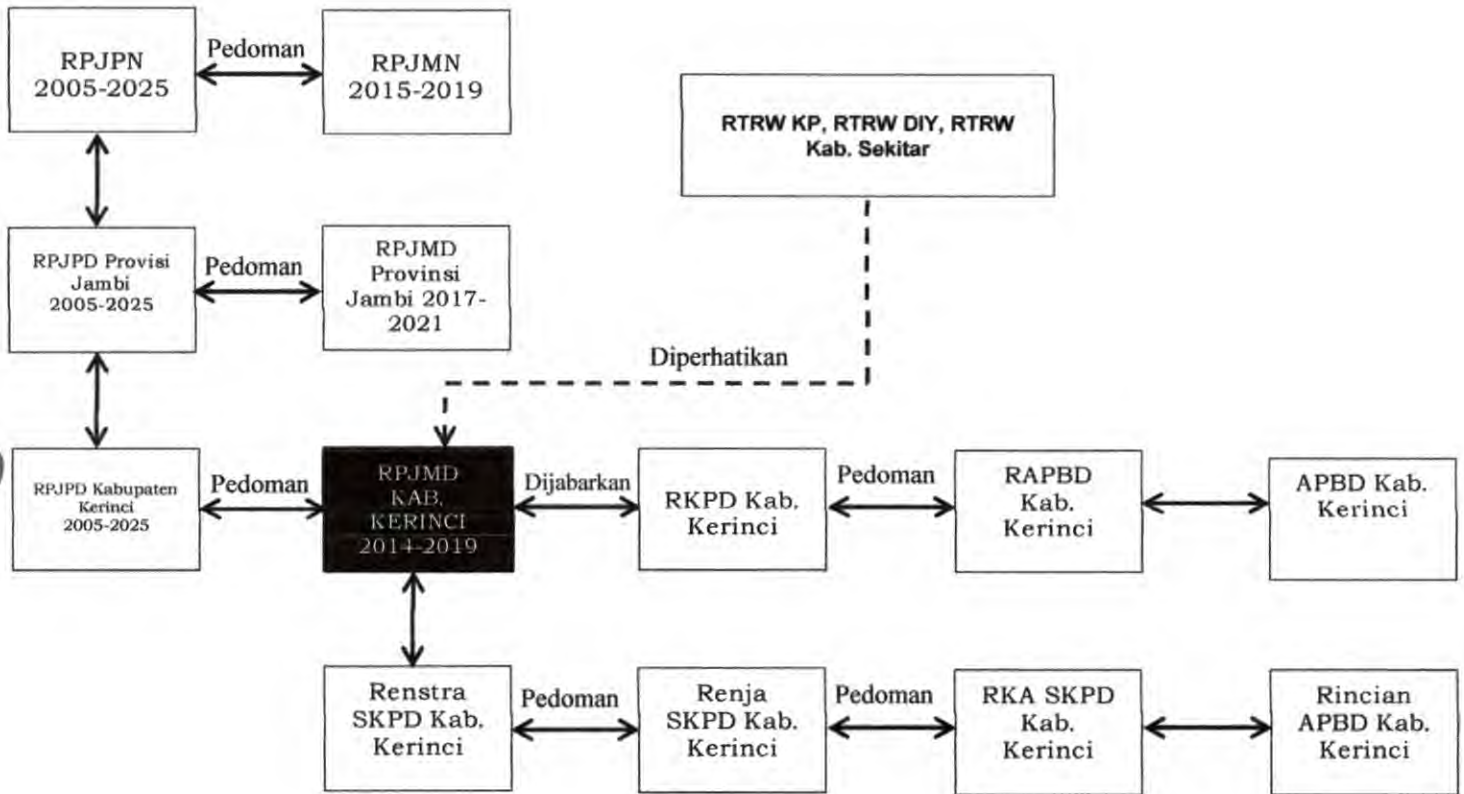 RPJPN
2005-2025
Pedoman
RPJMN
2015-2019
RTRW KP, RTRW DIY, RTRW
Kab. Sekitar
RPJPD Provisi
Jambi
2005-2025
Pedoman
RPJMD
Provinsi
Jambi 2017-
2021
Diperhatikan
RPJPD Kabupaten
Kerinci
2005-2025
Pedoman
RPJMD
KAB.
KERINCI
2014-2019
Dijabarkan
RKPD Kab.
Kerinci
Pedoman
RAPBD
Kab.
Kerinci
APBD Kab.
Kerinci
Renstra
SKPD Kab.
Kerinci
Pedoman
Renja
SKPD Kab.
Kerinci
Pedoman
RKA SKPD
Kab.
Kerinci
Rincian
APBD Kab.
Kerinci